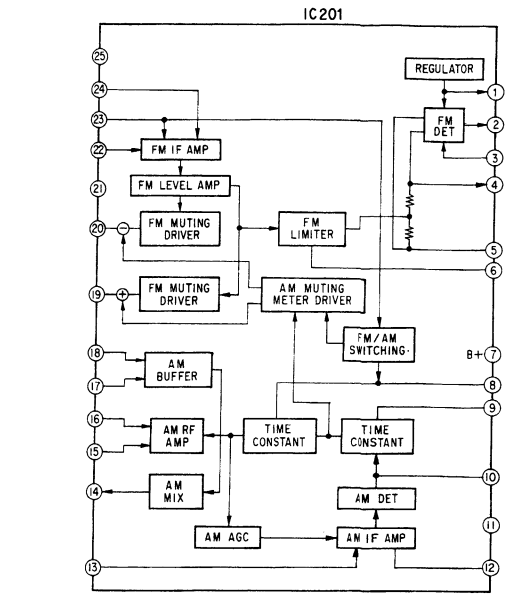 IC201
25
24
23
22
21
20
19
18
17
16
15
14
13
REGULATOR
1
FM
DET
2
3
4
5
6
B+ 7
8
9
10
11
12
FM IF AMP
FM LEVEL AMP
−
FM MUTING
DRIVER
FM
LIMITER
+
FM MUTING
DRIVER
AM MUTING
METER DRIVER
FM/AM
SWITCHING
AM
BUFFER
AM RF
AMP
TIME
CONSTANT
TIME
CONSTANT
AM
MIX
AM DET
AM AGC
AM IF AMP